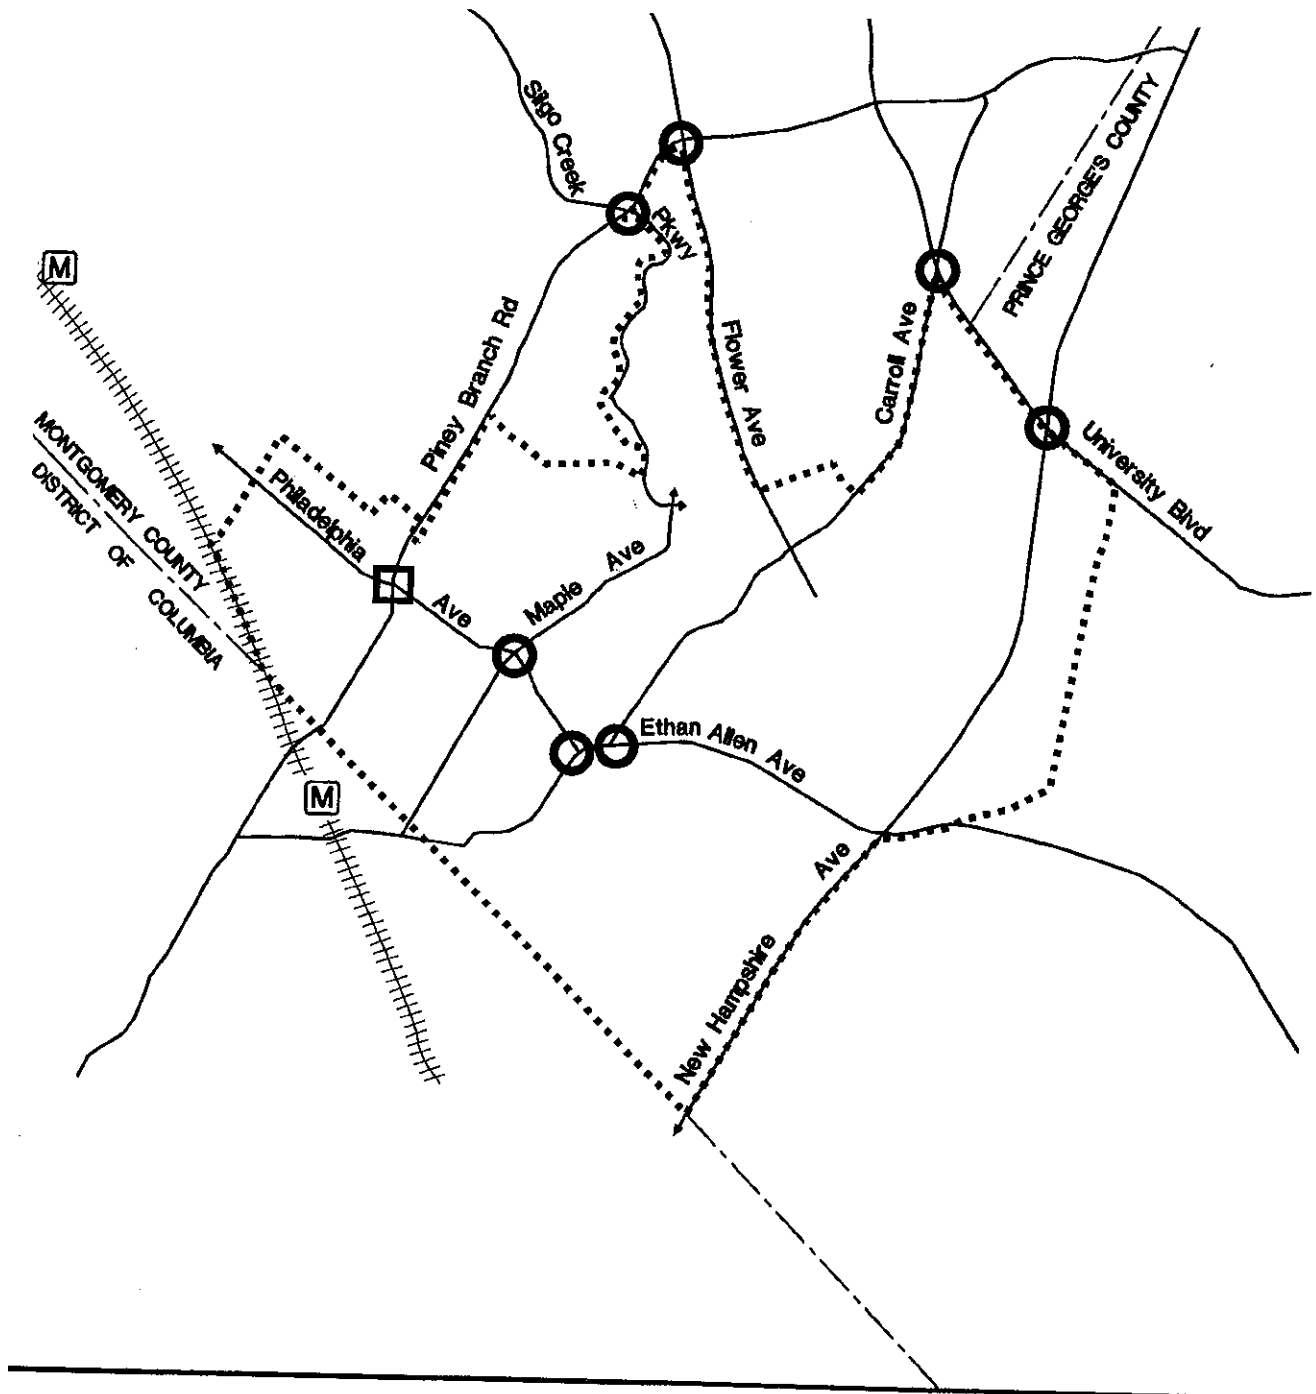 Sligo Creek
Pkwy
PRINCE GEORGE'S COUNTY
M
Piney Branch Rd
Flower Ave
Carroll Ave
University Blvd
MONTGOMERY COUNTY
DISTRICT OF COLUMBIA
Philadelphia
Ave
Maple Ave
Ethan Allen Ave
M
New Hampshire
Ave